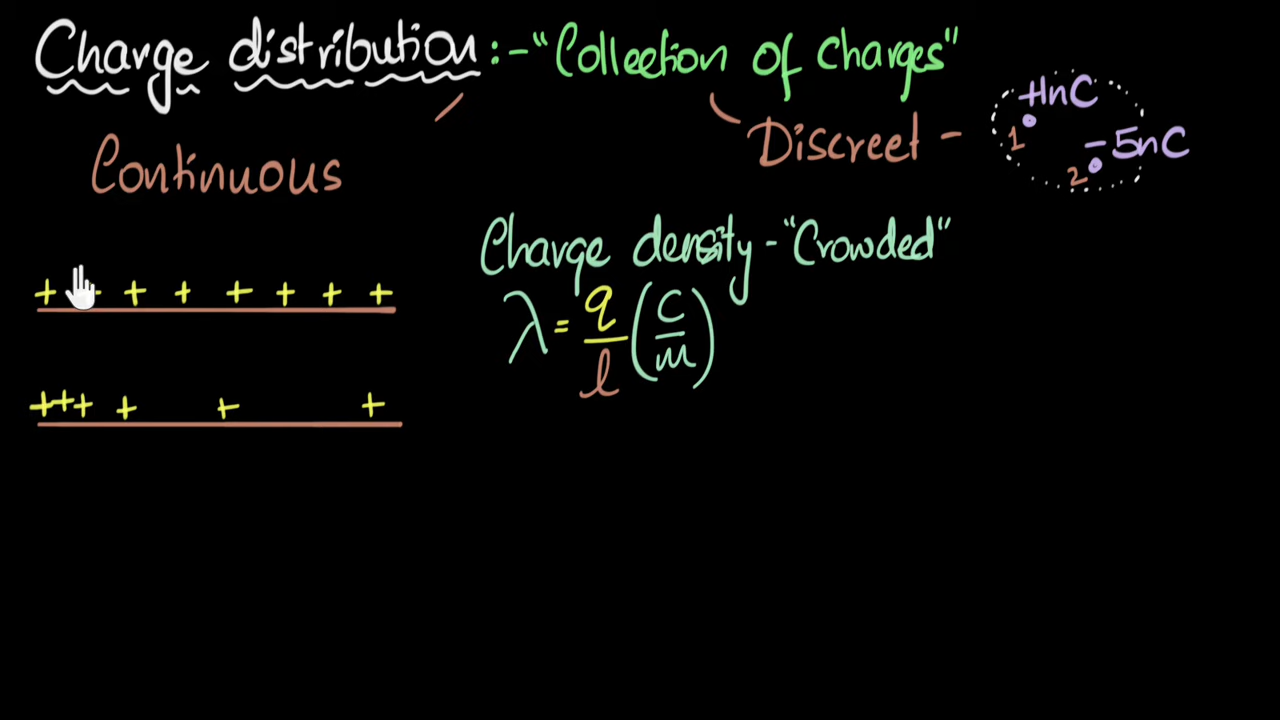 Charge distribution :- "Collection of charges"
Continuous
Discreet -
+1nC
1
-5nC
2
Charge density - "Crowded"
λ = q/l (C/m)
+ + + + + + +
+++ + + +